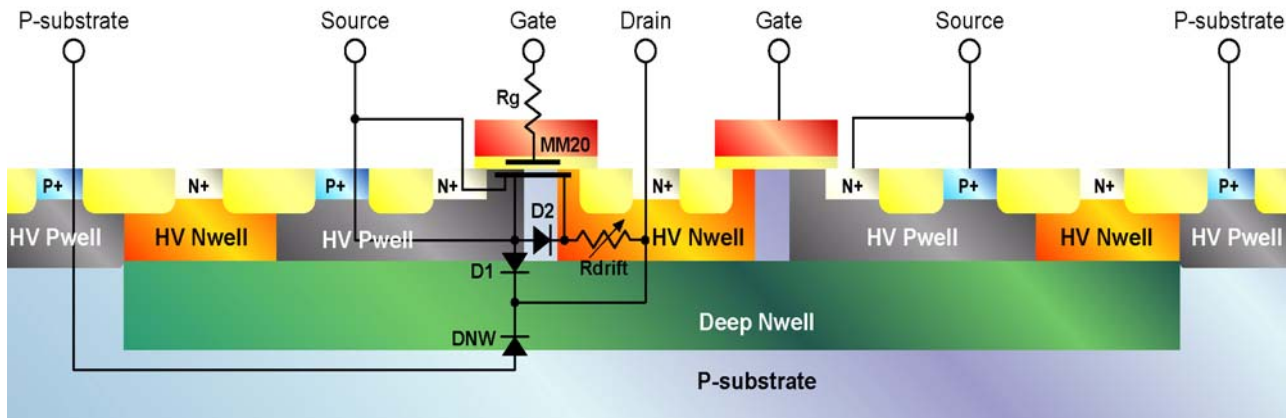 P-substrate Source Gate Drain Gate Source P-substrate
Rg
MM20
P+ N+ P+ N+ N+ N+ P+ N+ P+
D2
HV Pwell HV Nwell HV Pwell HV Nwell HV Pwell HV Nwell HV Pwell
D1 Rdrift
Deep Nwell
DNW
P-substrate